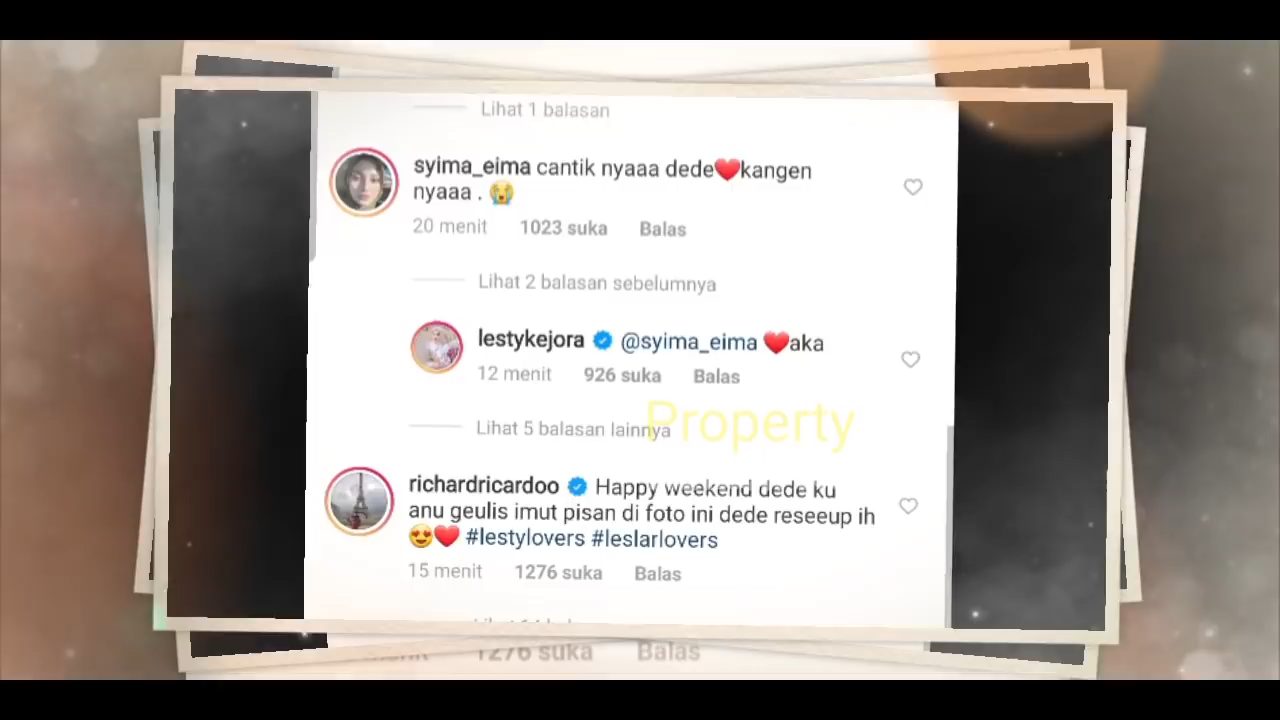 Lihat 1 balasan
syima_eima cantik nyaaa dede❤️kangen
nyaaa . 😭
20 menit 1023 suka Balas
Lihat 2 balasan sebelumnya
lestykejora @syima_eima ❤️aka
12 menit 926 suka Balas
Property
Lihat 5 balasan lainnya
richardricardoo Happy weekend dede ku
anu geulis imut pisan di foto ini dede reseeup ih
😍❤️ #lestylovers #leslarlovers
15 menit 1276 suka Balas
1276 suka Balas